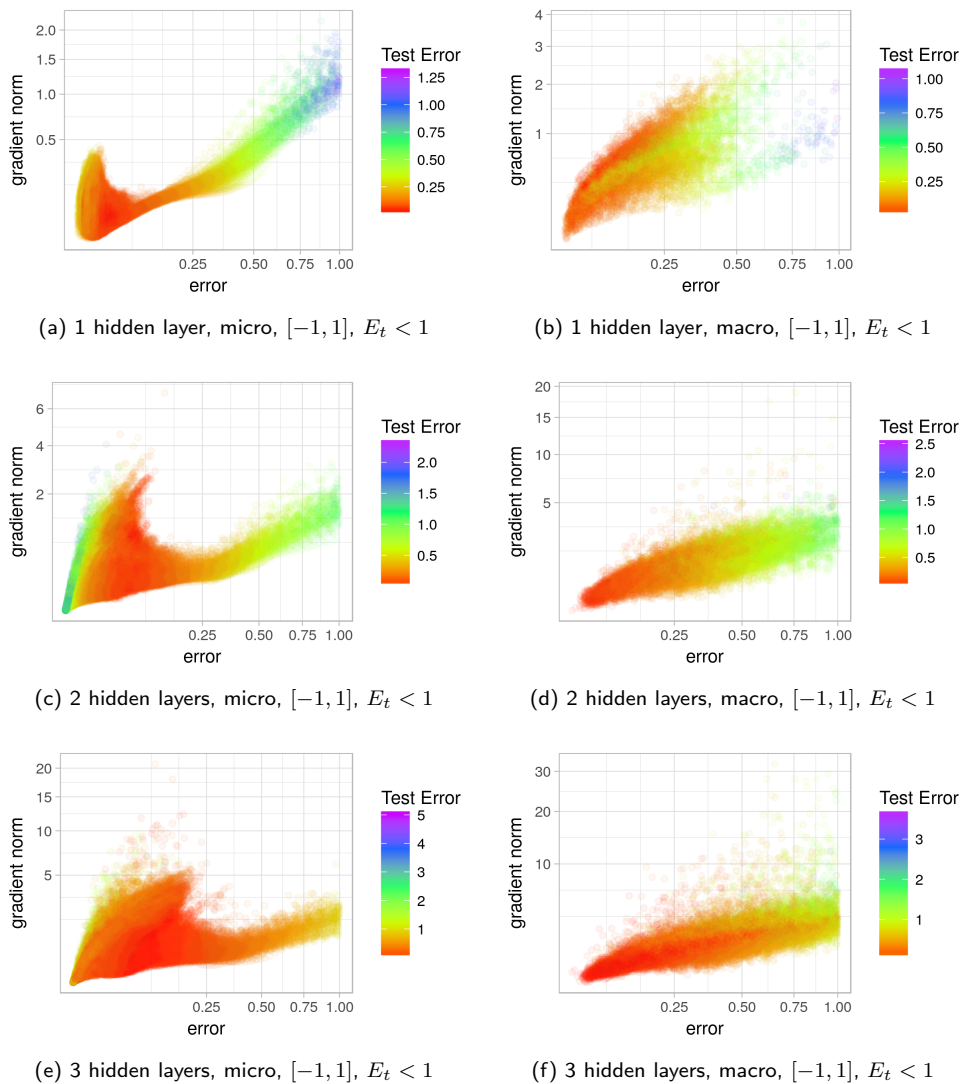 2.0
1.5
1.0
0.5
gradient norm
0.25 0.50 0.75 1.00
error
Test Error
1.25
1.00
0.75
0.50
0.25
(a) 1 hidden layer, micro, [−1, 1], E_t < 1
4
3
2
1
gradient norm
0.25 0.50 0.75 1.00
error
Test Error
1.00
0.75
0.50
0.25
(b) 1 hidden layer, macro, [−1, 1], E_t < 1
6
4
2
gradient norm
0.25 0.50 0.75 1.00
error
Test Error
2.0
1.5
1.0
0.5
(c) 2 hidden layers, micro, [−1, 1], E_t < 1
20
15
10
5
gradient norm
0.25 0.50 0.75 1.00
error
Test Error
2.5
2.0
1.5
1.0
0.5
(d) 2 hidden layers, macro, [−1, 1], E_t < 1
20
15
10
5
gradient norm
0.25 0.50 0.75 1.00
error
Test Error
5
4
3
2
1
(e) 3 hidden layers, micro, [−1, 1], E_t < 1
30
20
10
gradient norm
0.25 0.50 0.75 1.00
error
Test Error
3
2
1
(f) 3 hidden layers, macro, [−1, 1], E_t < 1